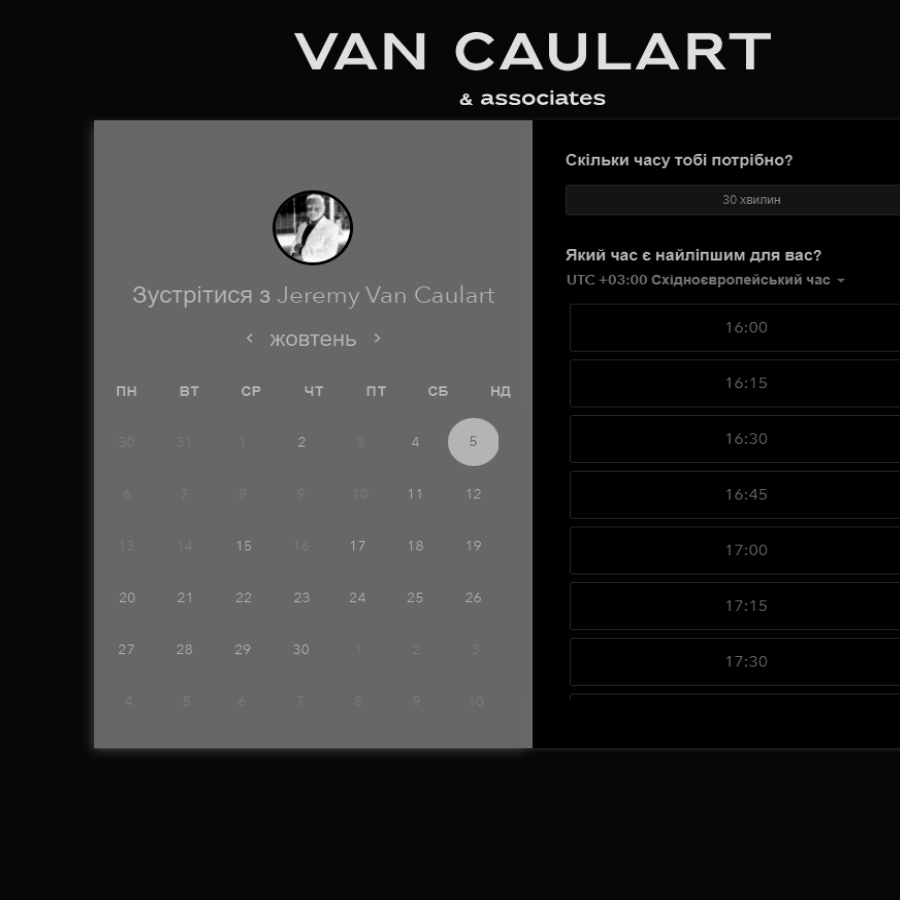 VAN CAULART
& associates
Зустрітися з Jeremy Van Caulart
жовтень
ПН ВТ СР ЧТ ПТ СБ НД
30 31 1 2 3 4 5
6 7 8 9 10 11 12
13 14 15 16 17 18 19
20 21 22 23 24 25 26
27 28 29 30 1 2 3
4 5 6 7 8 9 10
Скільки часу тобі потрібно?
30 хвилин
Який час є найліпшим для вас?
UTC +03:00 Східноєвропейський час
16:00
16:15
16:30
16:45
17:00
17:15
17:30